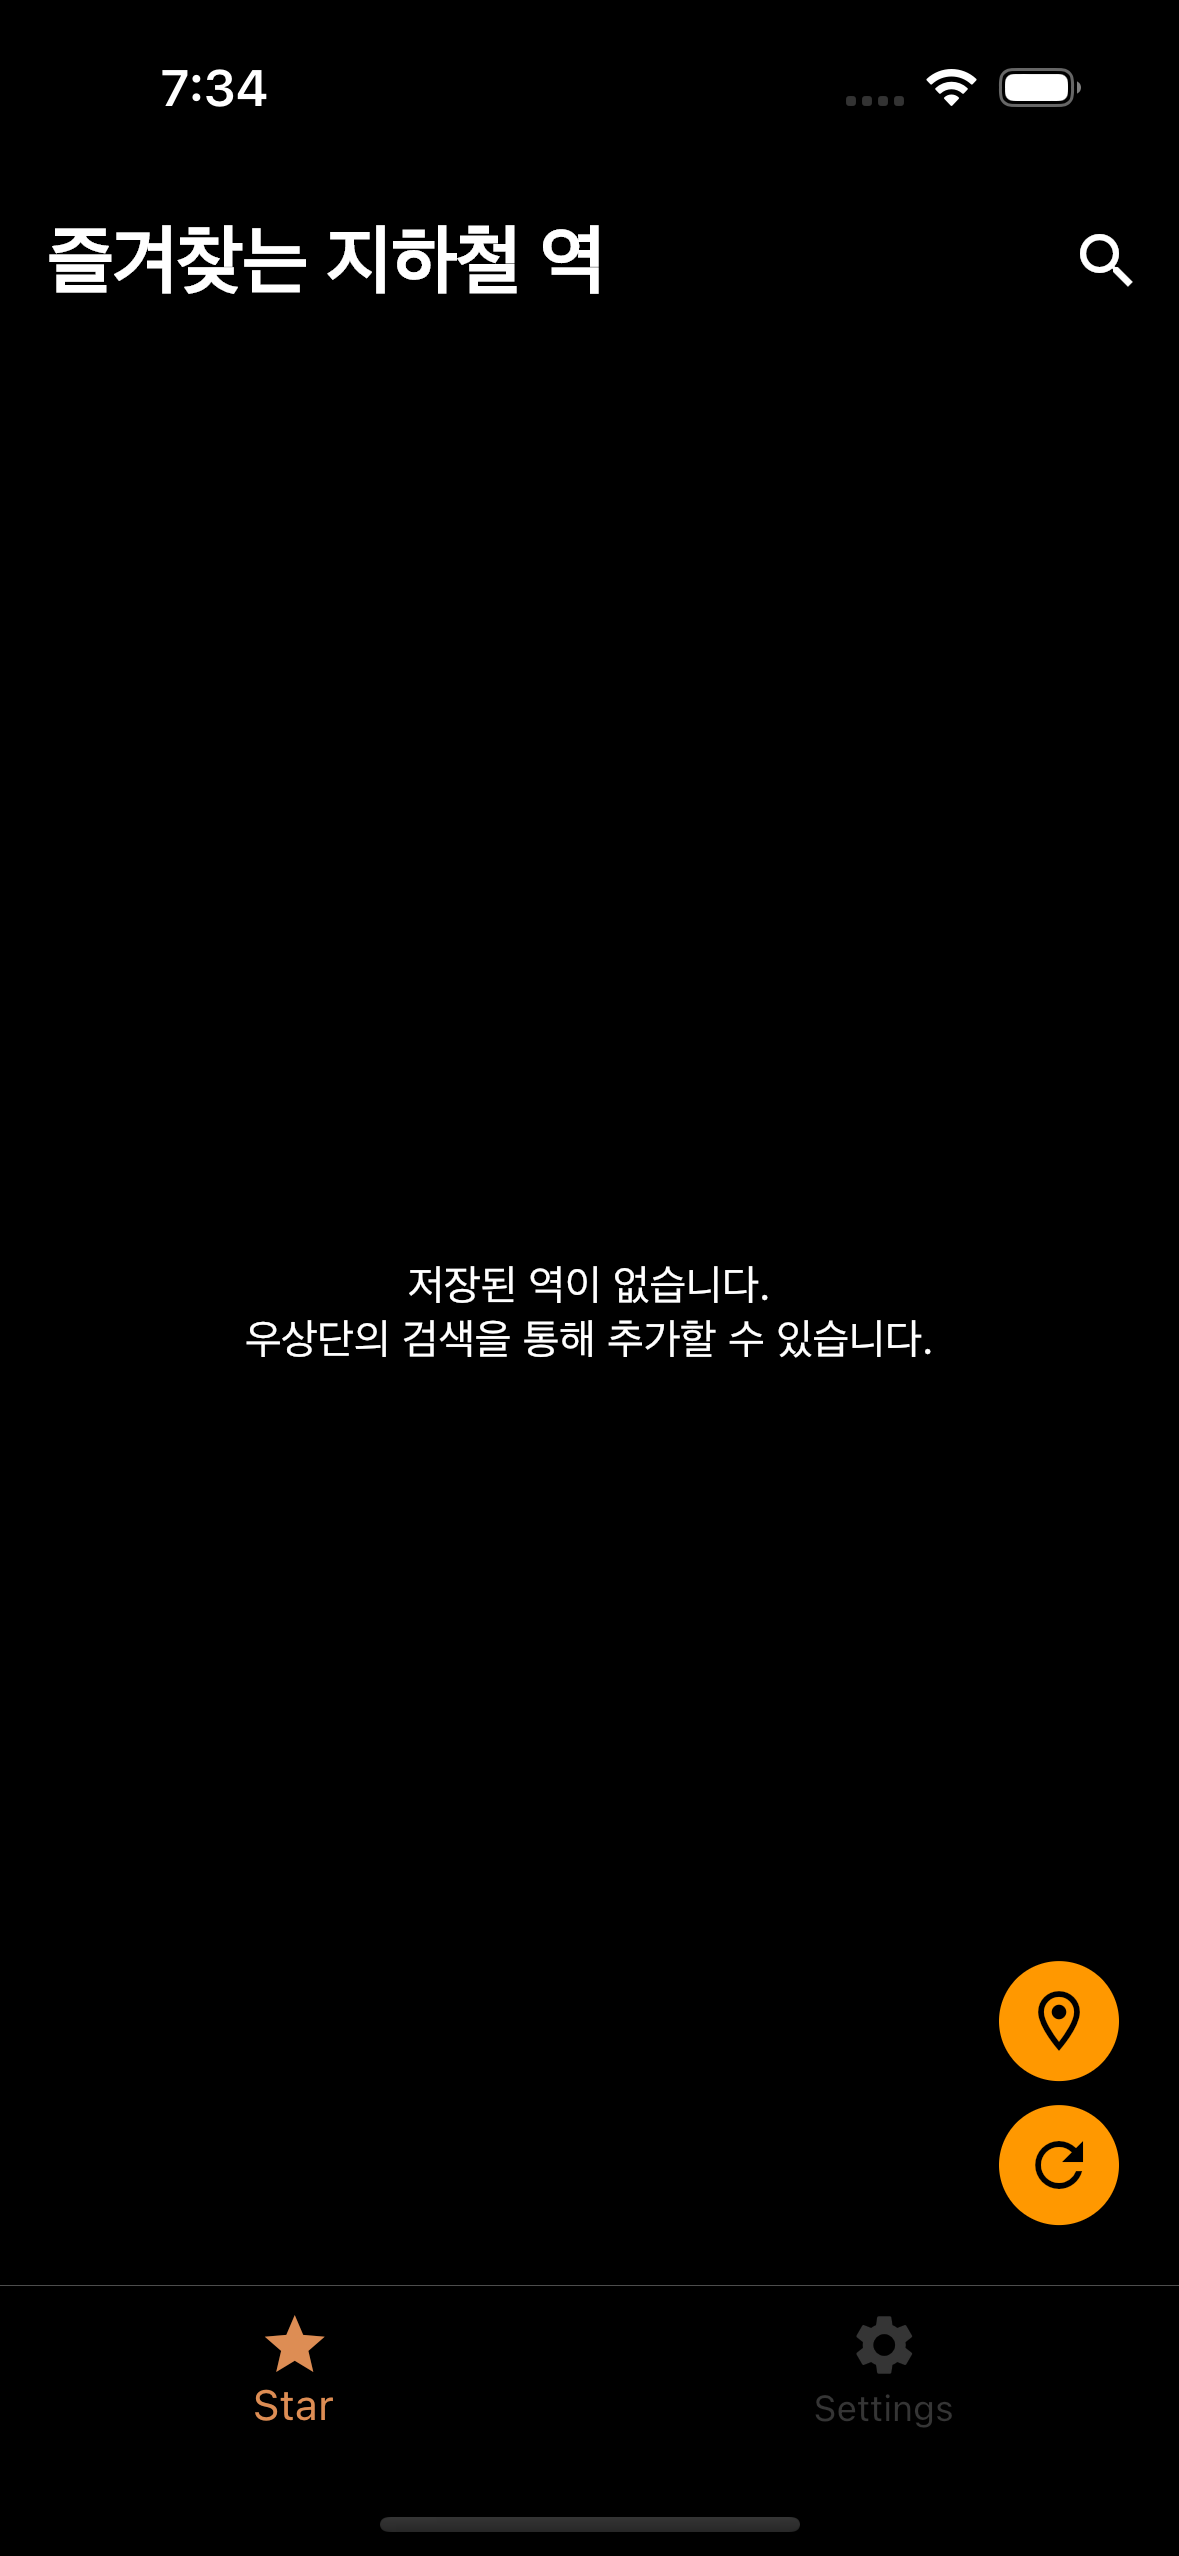 7:34
즐겨찾는 지하철 역
저장된 역이 없습니다.
우상단의 검색을 통해 추가할 수 있습니다.
Star
Settings